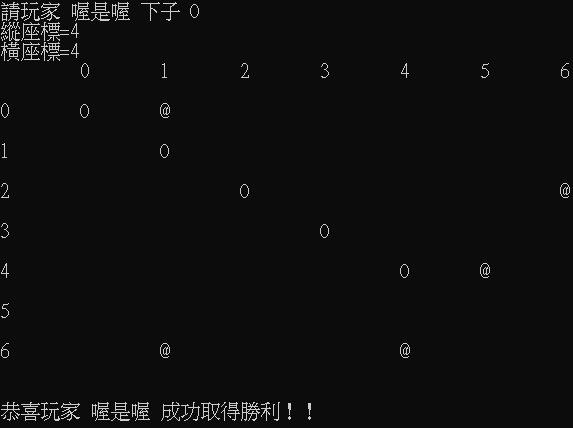 請玩家 喔是喔 下子 O
縱座標=4
橫座標=4
0 1 2 3 4 5 6
0 O @
1 O
2 O @
3 O
4 O @
5
6 @ @
恭喜玩家 喔是喔 成功取得勝利！！